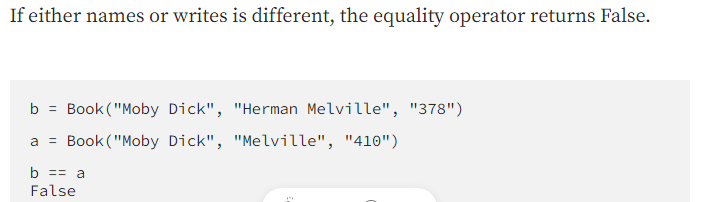 If either names or writes is different, the equality operator returns False.
b = Book("Moby Dick", "Herman Melville", "378")
a = Book("Moby Dick", "Melville", "410")
b == a
False